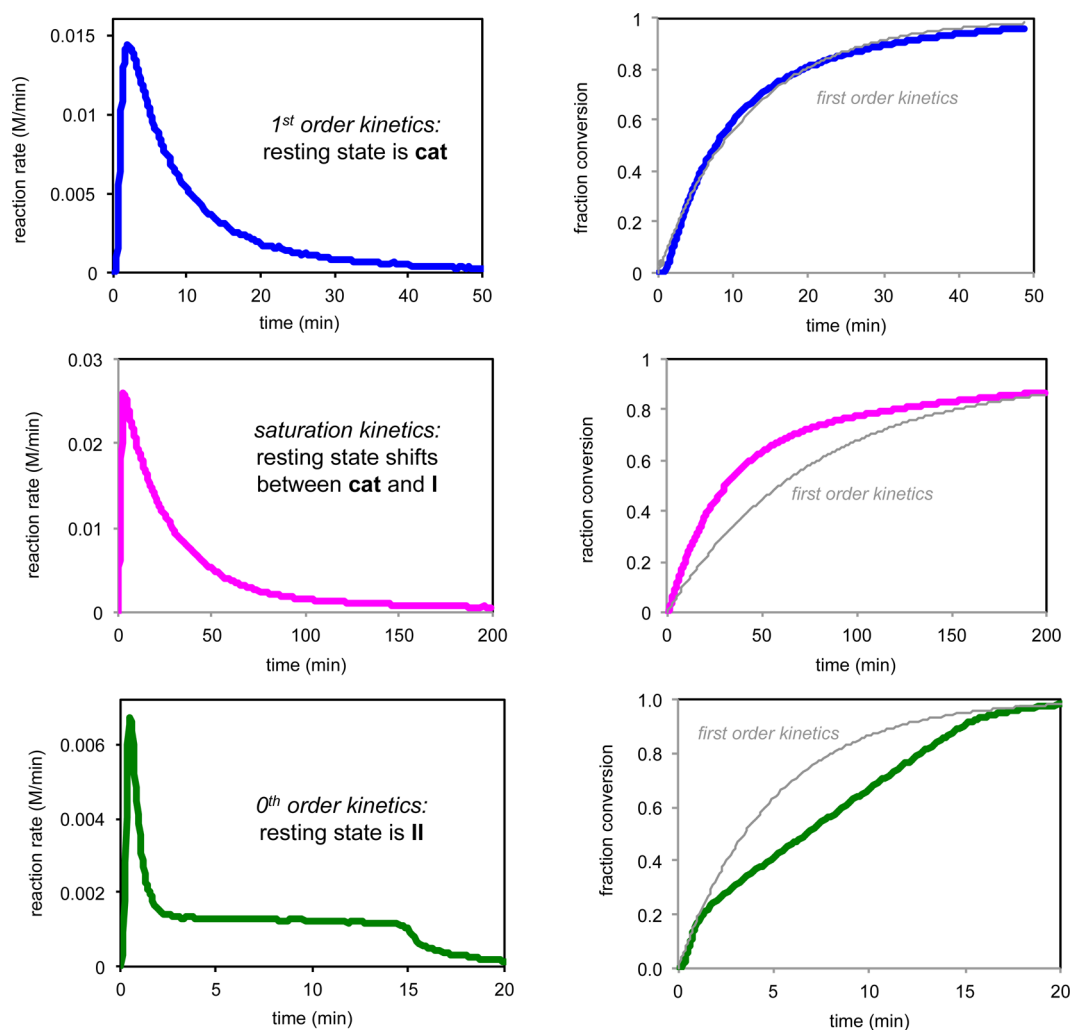 0.015
0.01
0.005
0
0 10 20 30 40 50
time (min)
reaction rate (M/min)
1st order kinetics:
resting state is cat
1
0.8
0.6
0.4
0.2
0
0 10 20 30 40 50
time (min)
fraction conversion
first order kinetics
0.03
0.02
0.01
0
0 50 100 150 200
time (min)
reaction rate (M/min)
saturation kinetics:
resting state shifts
between cat and I
1
0.8
0.6
0.4
0.2
0
0 50 100 150 200
time (min)
raction conversion
first order kinetics
0.006
0.004
0.002
0
0 5 10 15 20
time (min)
reaction rate (M/min)
0th order kinetics:
resting state is II
1.0
0.8
0.6
0.4
0.2
0.0
0 5 10 15 20
time (min)
fraction conversion
first order kinetics